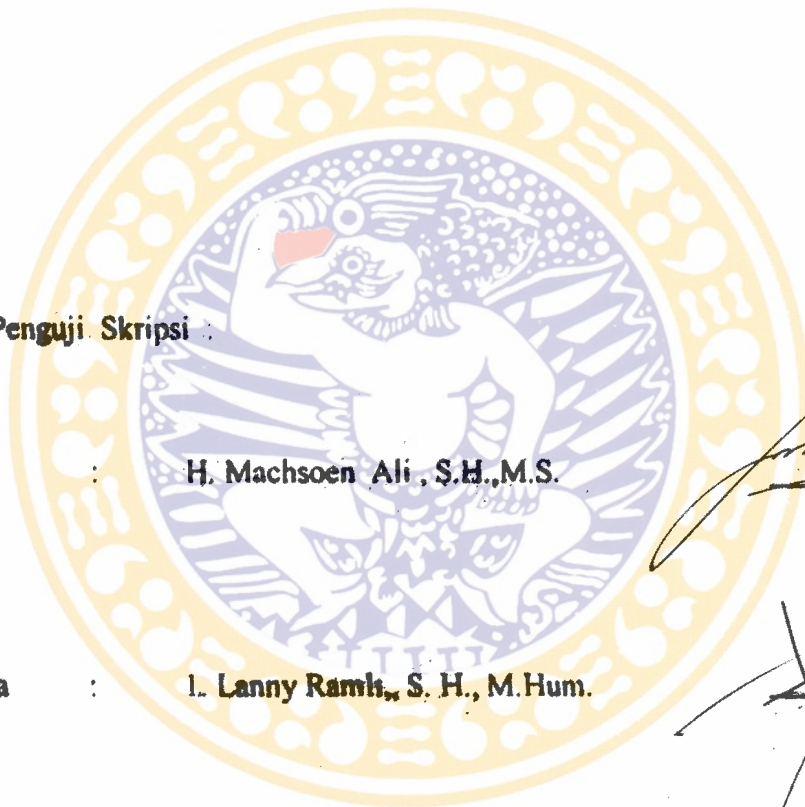 Penguji Skripsi :
: H. Machsoen Ali , S.H.,M.S.
a : 1. Lanny Ramli, S. H., M.Hum.